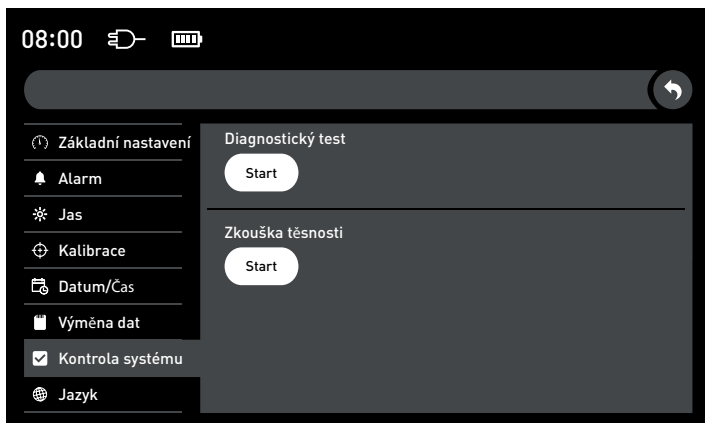 08:00
Základní nastavení
Alarm
Jas
Kalibrace
Datum/Čas
Výměna dat
Kontrola systému
Jazyk
Diagnostický test
Start
Zkouška těsnosti
Start